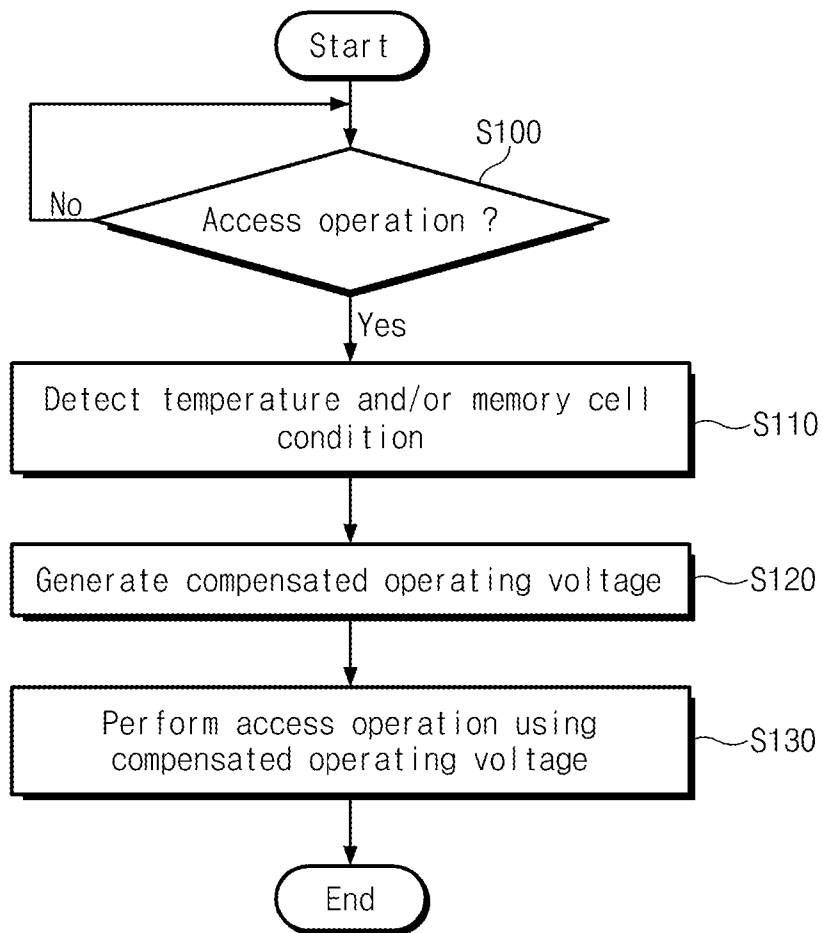 Start
S100
No
Access operation ?
Yes
Detect temperature and/or memory cell
condition
S110
Generate compensated operating voltage
S120
Perform access operation using
compensated operating voltage
S130
End